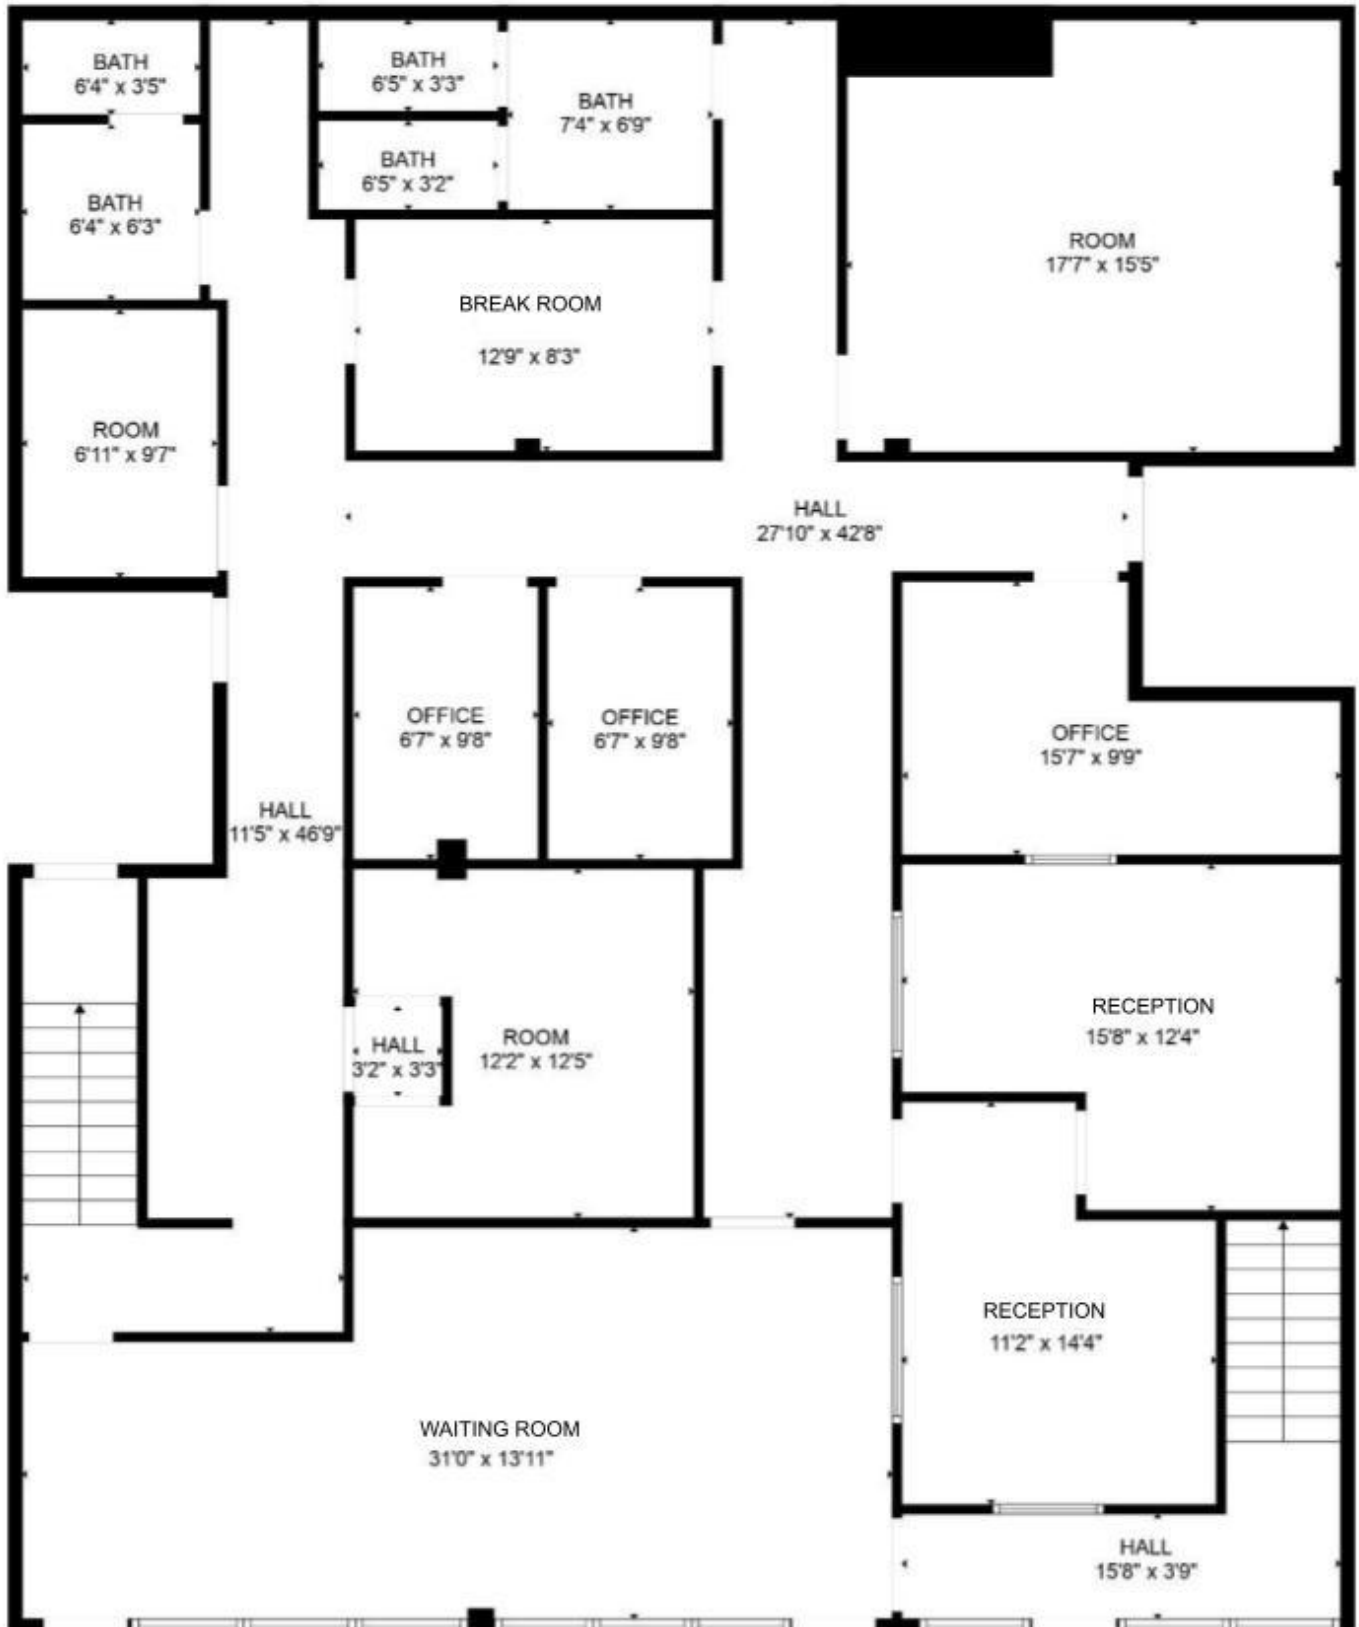 BATH
6'4" x 3'5"
BATH
6'5" x 3'3"
BATH
7'4" x 6'9"
BATH
6'5" x 3'2"
BATH
6'4" x 6'3"
ROOM
17'7" x 15'5"
BREAK ROOM
12'9" x 8'3"
ROOM
6'11" x 9'7"
HALL
27'10" x 42'8"
OFFICE
6'7" x 9'8"
OFFICE
6'7" x 9'8"
OFFICE
15'7" x 9'9"
HALL
11'5" x 46'9"
RECEPTION
15'8" x 12'4"
HALL
3'2" x 3'3"
ROOM
12'2" x 12'5"
RECEPTION
11'2" x 14'4"
WAITING ROOM
31'0" x 13'11"
HALL
15'8" x 3'9"